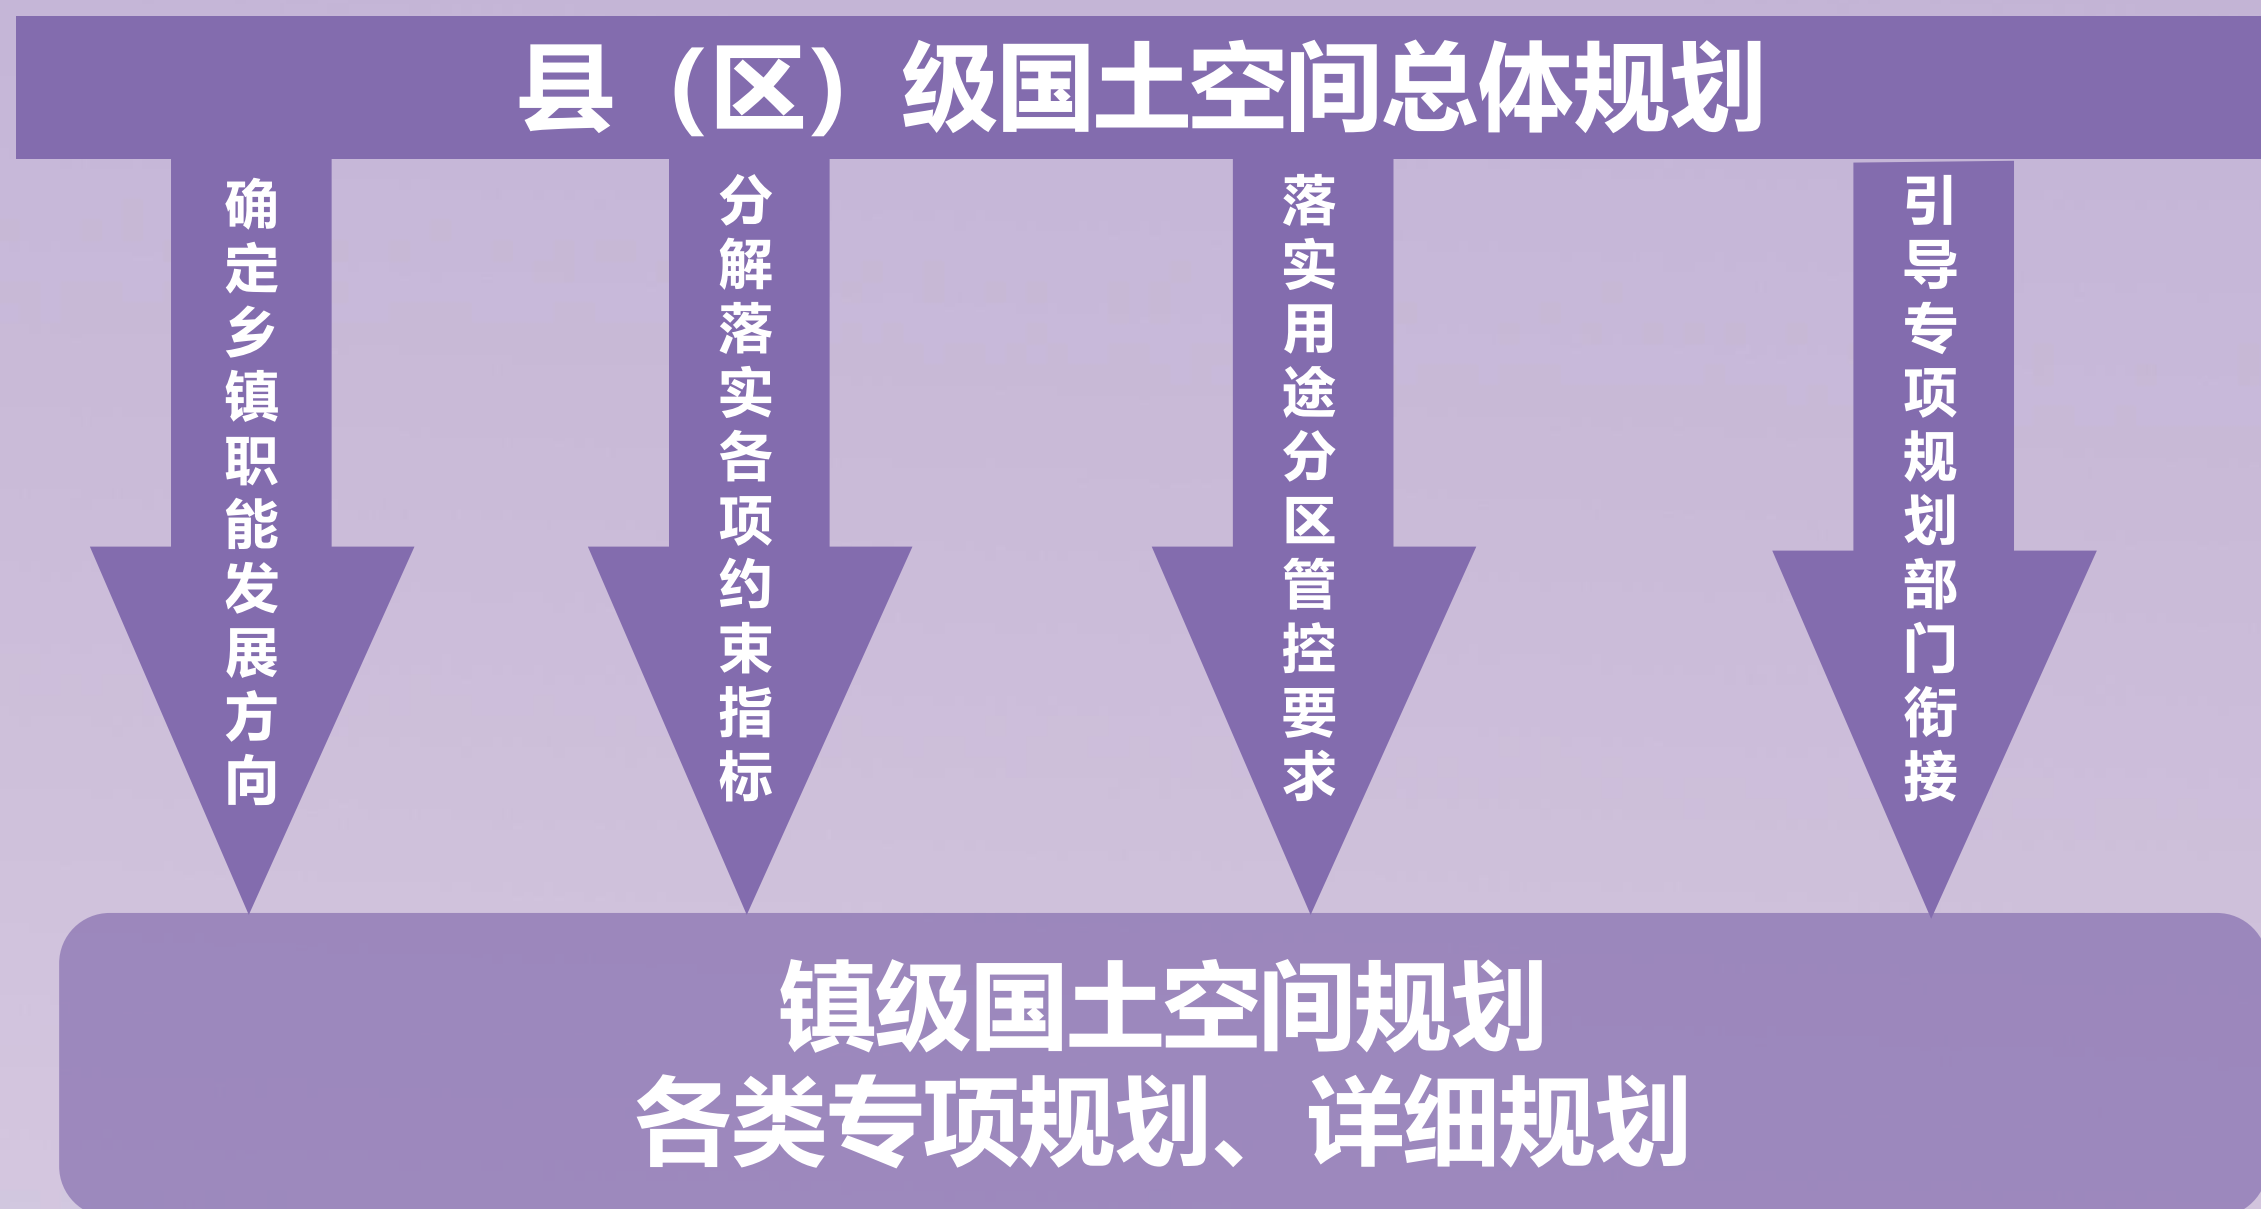 县（区）级国土空间总体规划
确定乡镇职能发展方向
分解落实各项约束指标
落实用途分区管控要求
引导专项规划部门衔接
镇级国土空间规划
各类专项规划、详细规划